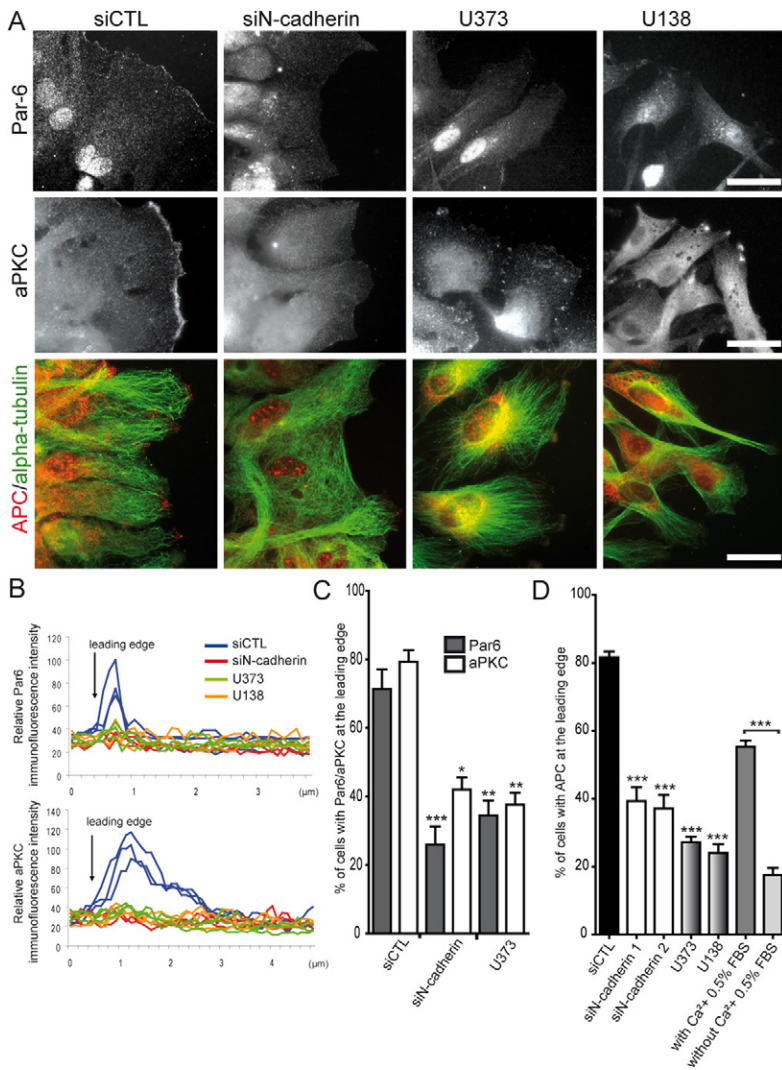 A
siCTL siN-cadherin U373 U138
Par-6
aPKC
APC/alpha-tubulin
B
Relative Par6
immunofluorescence intensity
120
100
80
60
40
20
0
leading edge
siCTL
siN-cadherin
U373
U138
0 1 2 3 4 (µm)
Relative aPKC
immunofluorescence intensity
140
120
100
80
60
40
20
0
leading edge
0 1 2 3 4 (µm)
C
% of cells with Par6/aPKC at the leading edge
100
80
60
40
20
0
Par6
aPKC
*** * ** **
siCTL
siN-cadherin
U373
D
% of cells with APC at the leading edge
100
80
60
40
20
0
*** *** *** *** ***
siCTL
siN-cadherin 1
siN-cadherin 2
U373
U138
with Ca²+ 0.5% FBS
without Ca²+ 0.5% FBS